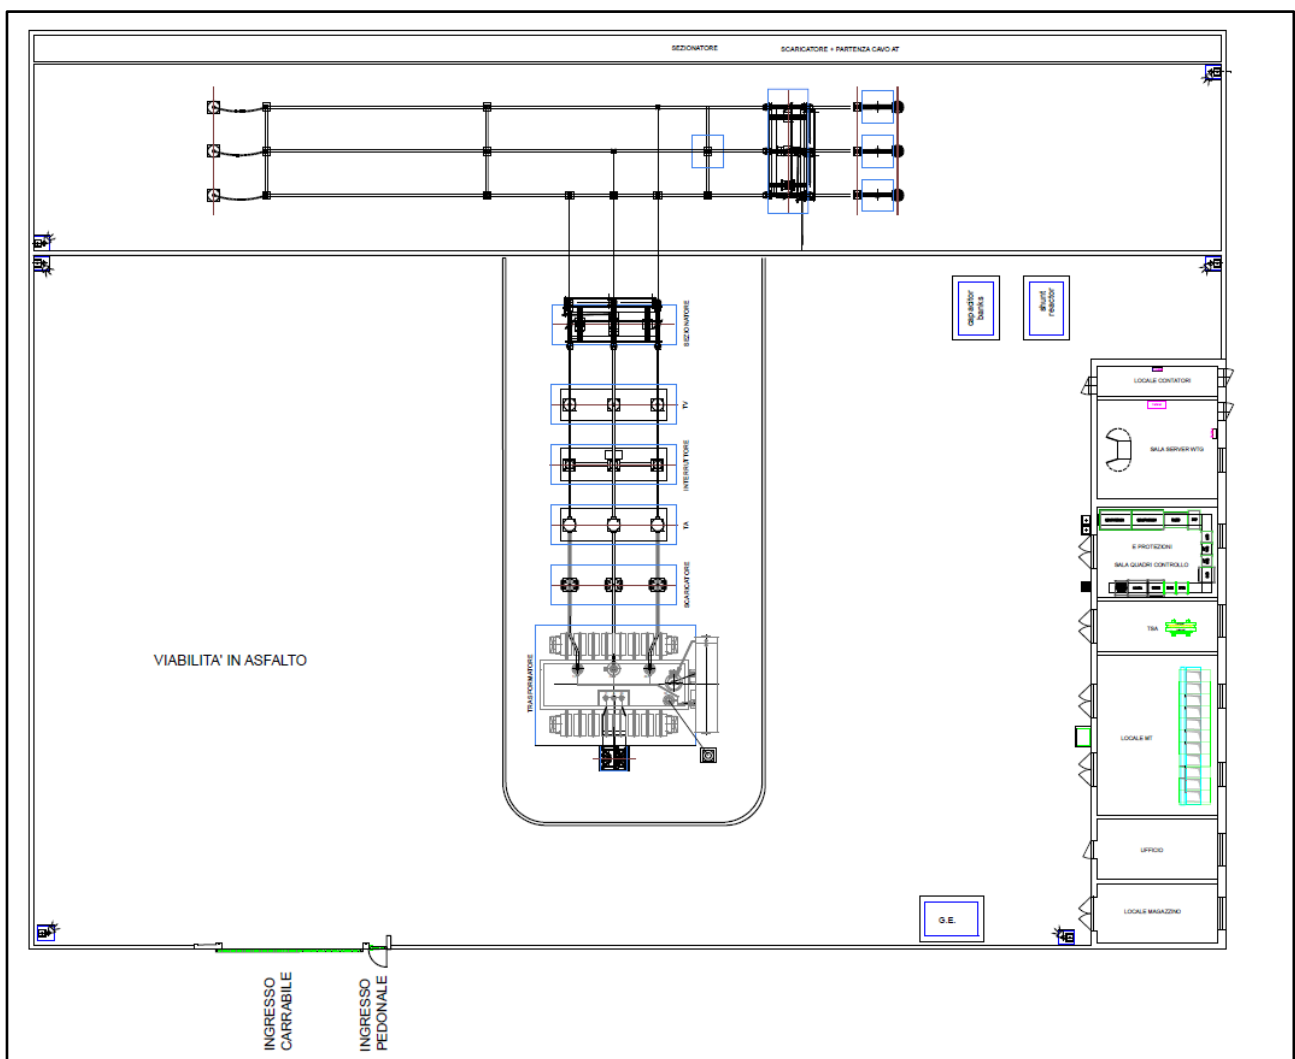 SEZIONATORE
SCARICATORE + PARTENZA CAVO AT
capacitor
banks
shunt
reactor
SEZIONATORE
TV
INTERRUTTORE
TA
SCARICATORE
TRASFORMATORE
LOCALE CONTATORI
SALA SERVER WTG
E PROTEZIONI
SALA QUADRI CONTROLLO
TSA
LOCALE MT
UFFICIO
LOCALE MAGAZZINO
VIABILITA' IN ASFALTO
G.E.
INGRESSO
CARRABILE
INGRESSO
PEDONALE